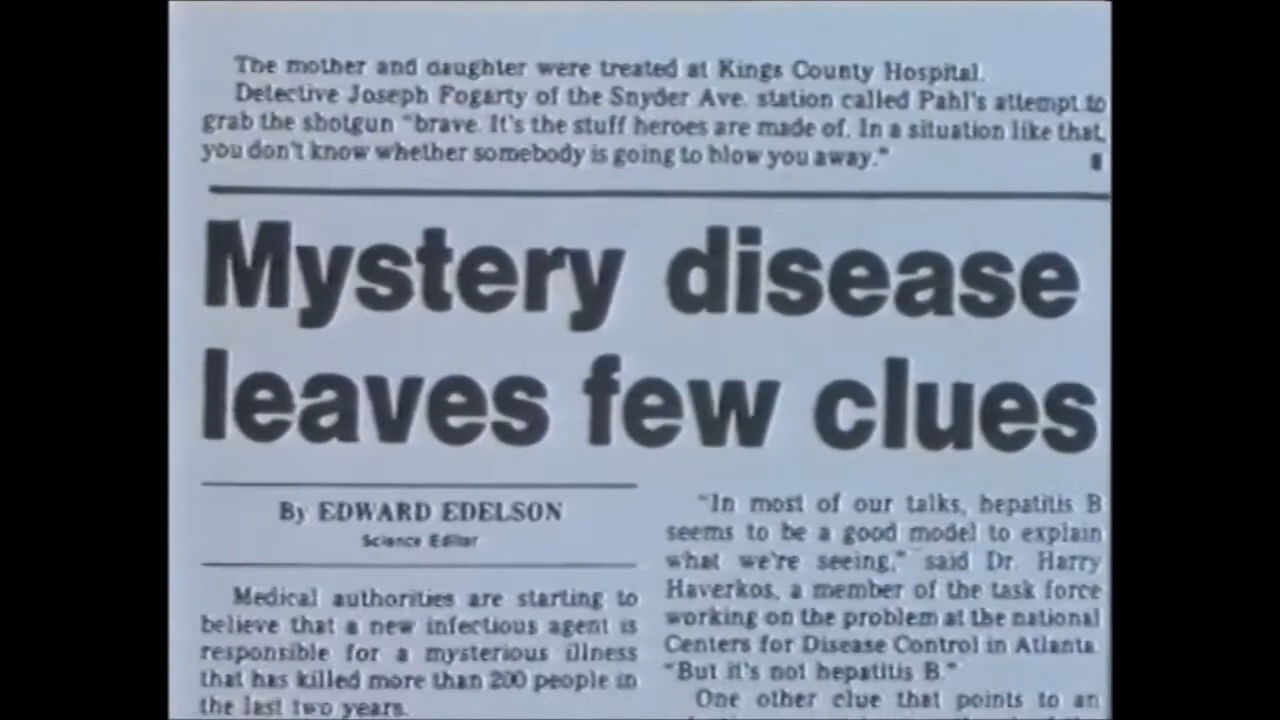 The mother and daughter were treated at Kings County Hospital.
Detective Joseph Fogarty of the Snyder Ave. station called Pahl's attempt to
grab the shotgun "brave. It's the stuff heroes are made of. In a situation like that,
you don't know whether somebody is going to blow you away."
Mystery disease
leaves few clues
By EDWARD EDELSON
Science Editor
Medical authorities are starting to
believe that a new infectious agent is
responsible for a mysterious illness
that has killed more than 200 people in
the last two years.
"In most of our talks, hepatitis B
seems to be a good model to explain
what we're seeing," said Dr. Harry
Haverkos, a member of the task force
working on the problem at the national
Centers for Disease Control in Atlanta.
"But it's not hepatitis B."
One other clue that points to an